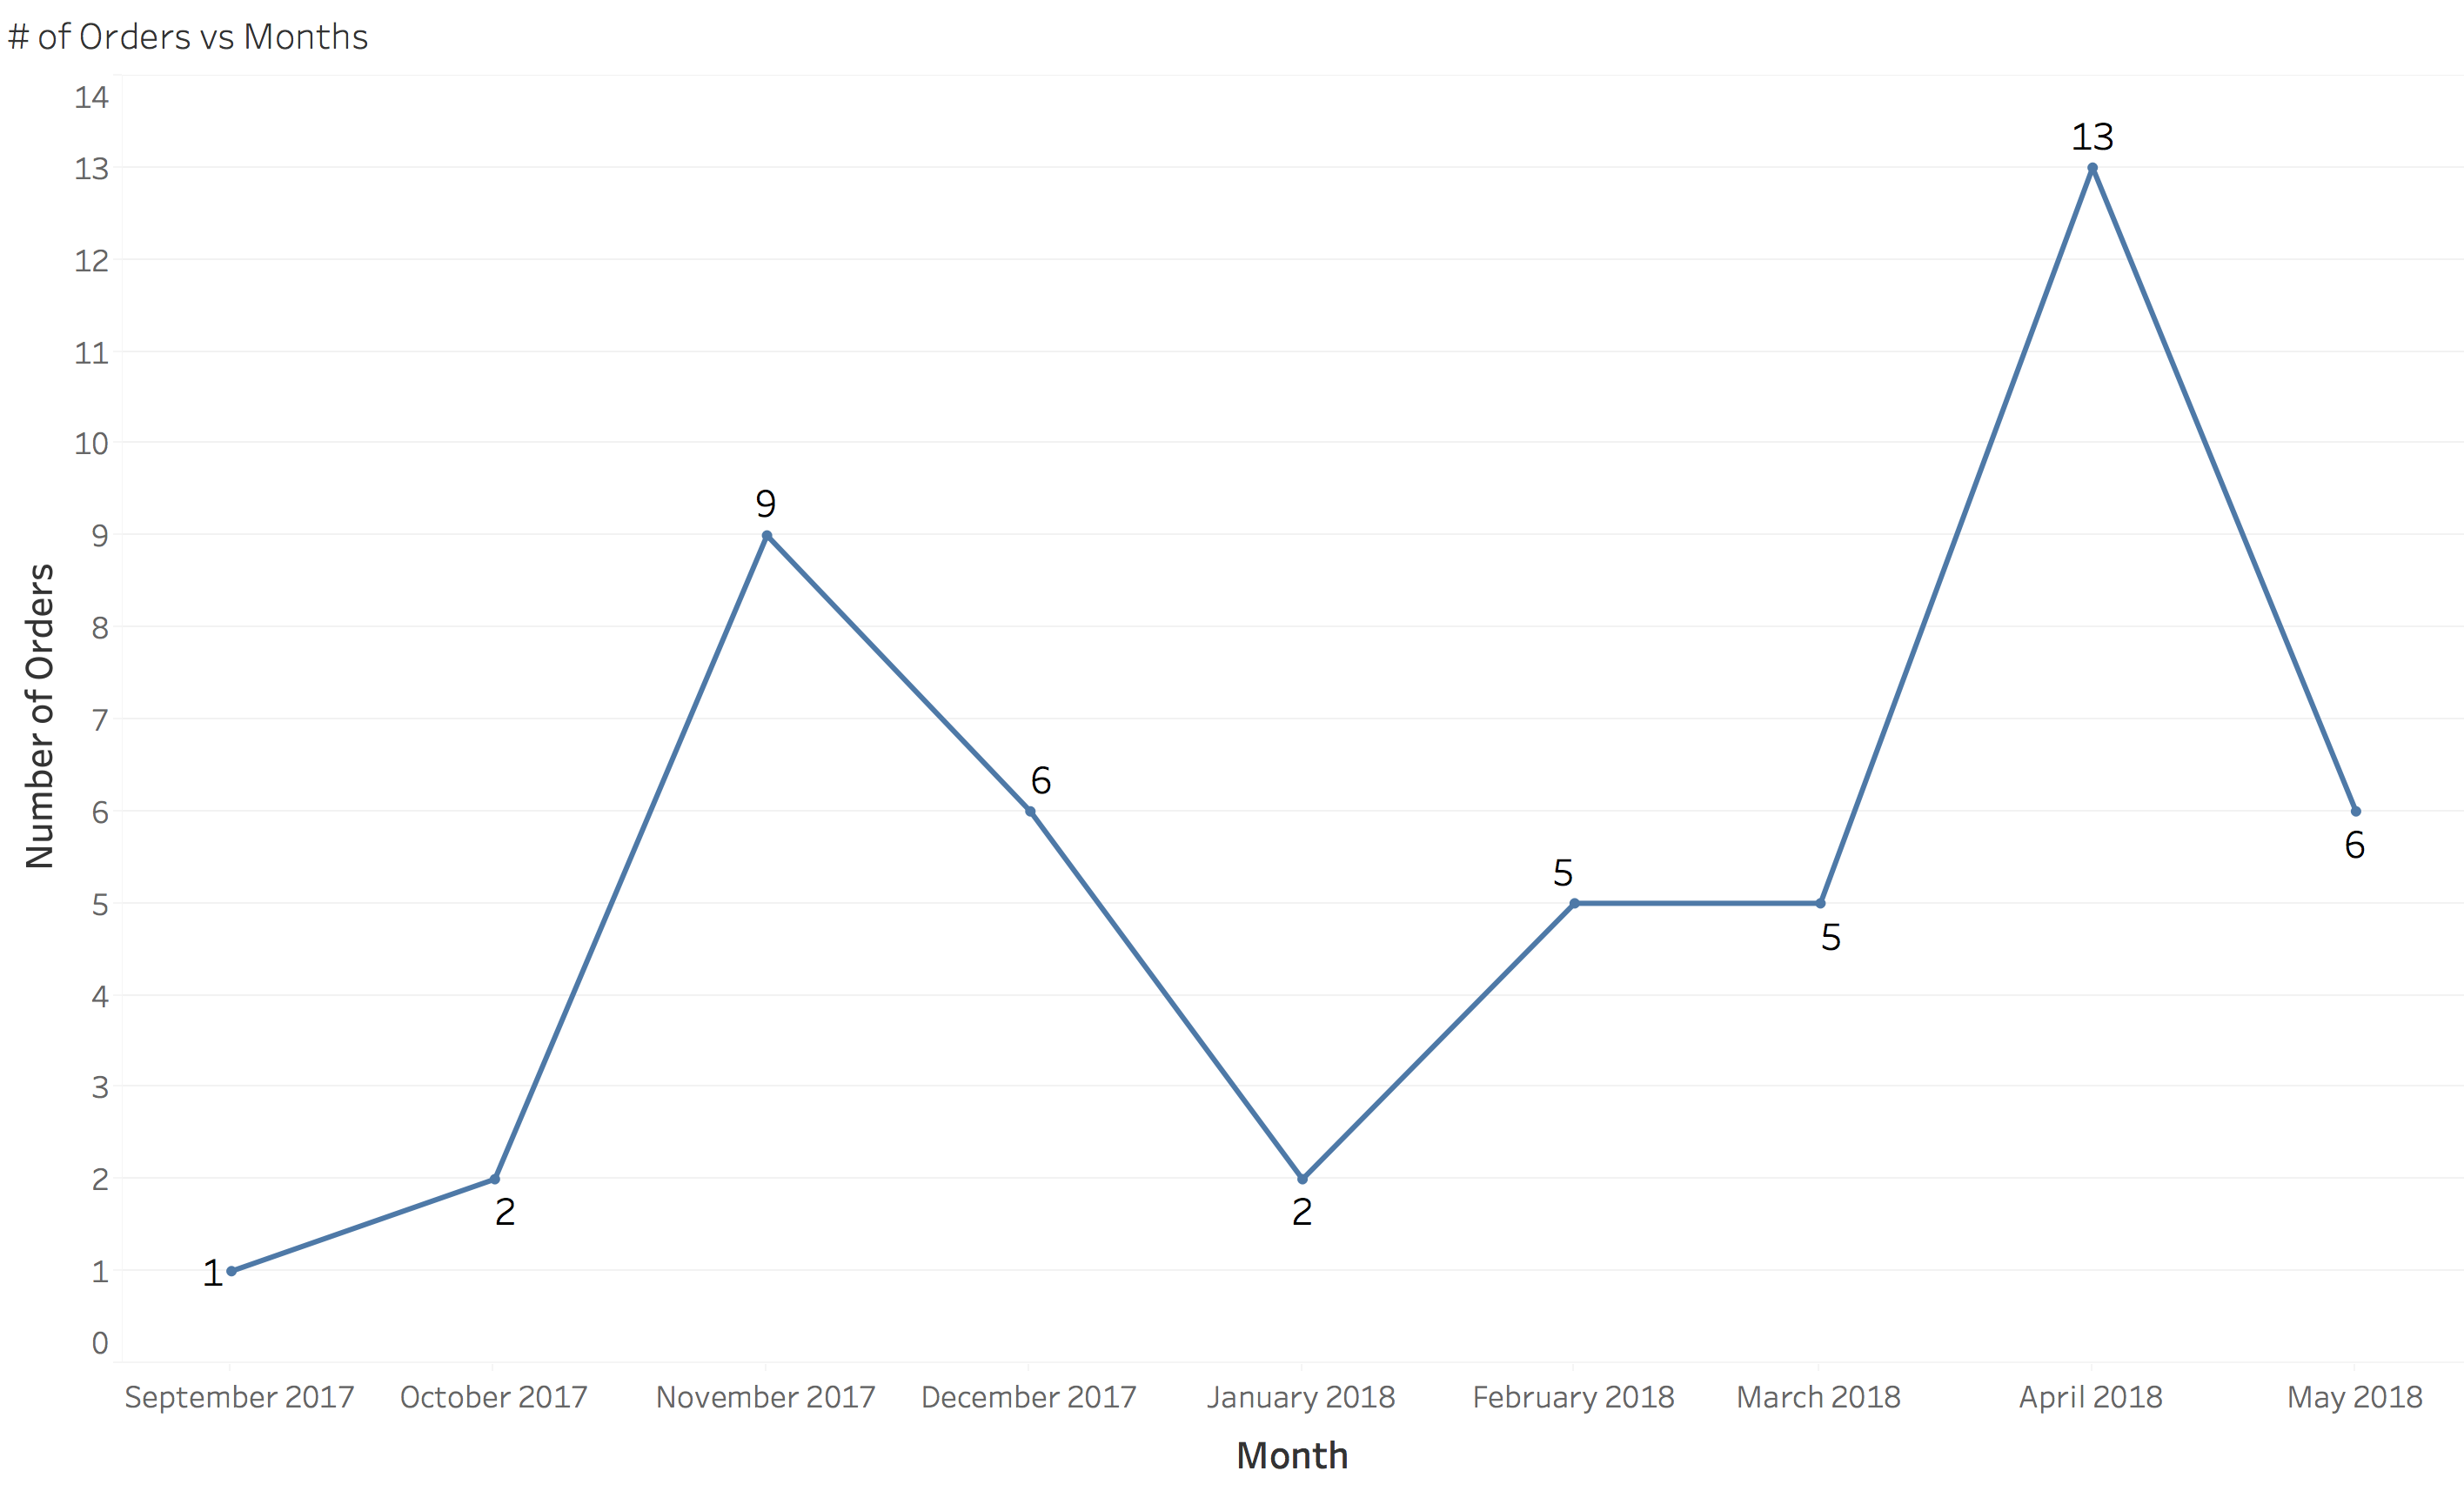 # of Orders vs Months
14
13
12
11
10
9
8
7
6
5
4
3
2
1
0
Number of Orders
1
2
9
6
2
5
5
13
6
September 2017
October 2017
November 2017
December 2017
January 2018
February 2018
March 2018
April 2018
May 2018
Month